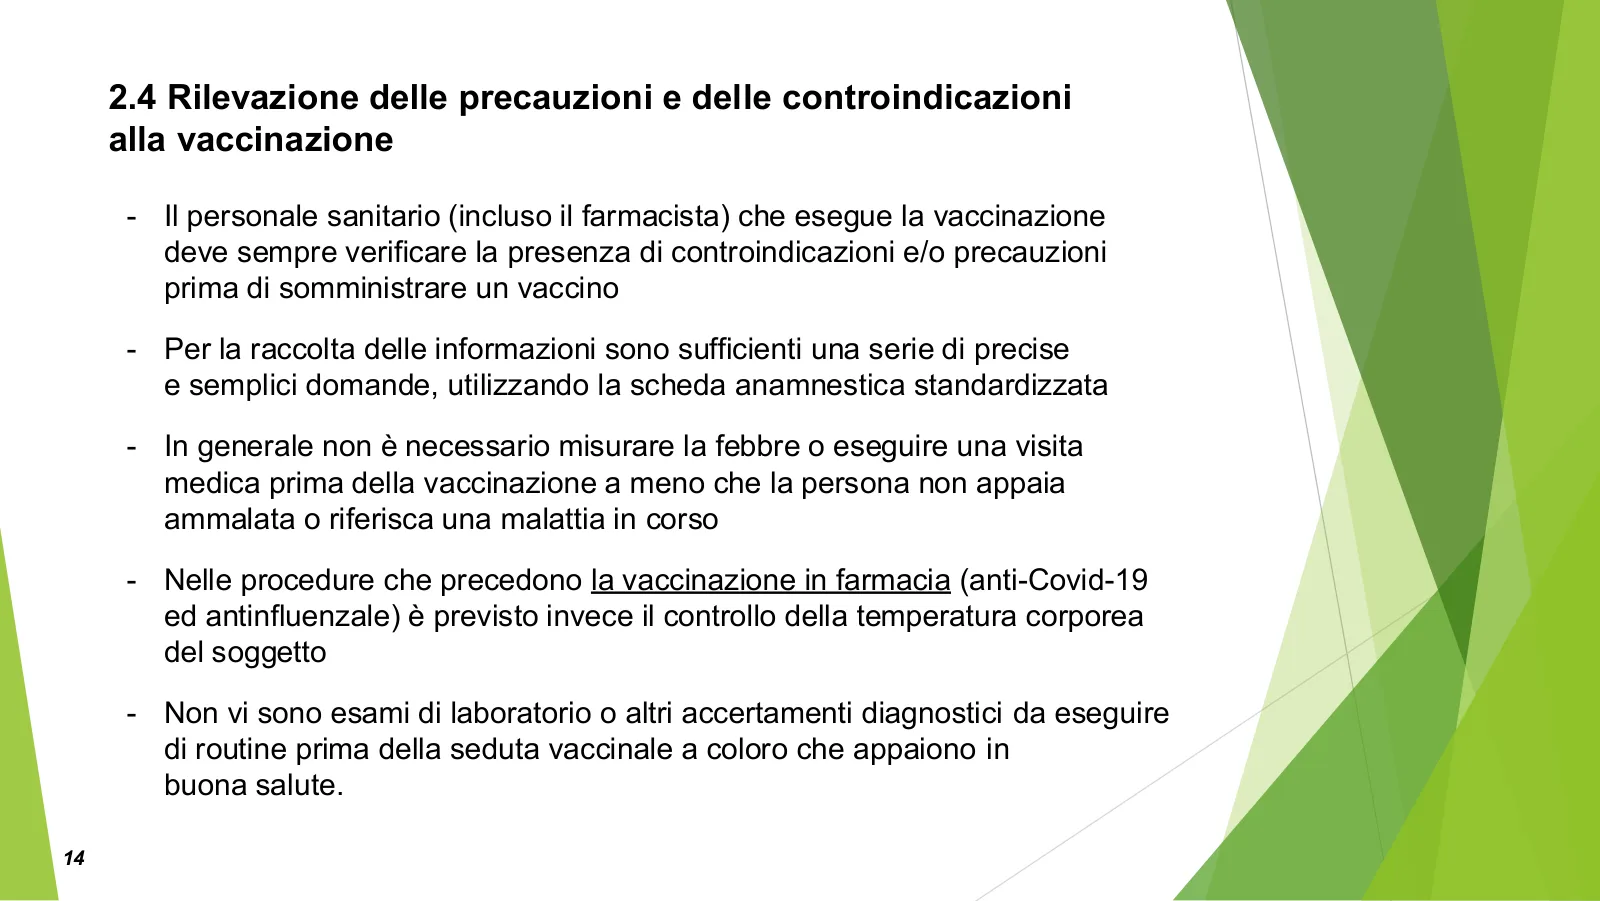 2.4 Rilevazione delle precauzioni e delle controindicazioni
alla vaccinazione
- Il personale sanitario (incluso il farmacista) che esegue la vaccinazione
deve sempre verificare la presenza di controindicazioni e/o precauzioni
prima di somministrare un vaccino
- Per la raccolta delle informazioni sono sufficienti una serie di precise
e semplici domande, utilizzando la scheda anamnestica standardizzata
- In generale non è necessario misurare la febbre o eseguire una visita
medica prima della vaccinazione a meno che la persona non appaia
ammalata o riferisca una malattia in corso
- Nelle procedure che precedono la vaccinazione in farmacia (anti-Covid-19
ed antinfluenzale) è previsto invece il controllo della temperatura corporea
del soggetto
- Non vi sono esami di laboratorio o altri accertamenti diagnostici da eseguire
di routine prima della seduta vaccinale a coloro che appaiono in
buona salute.
14